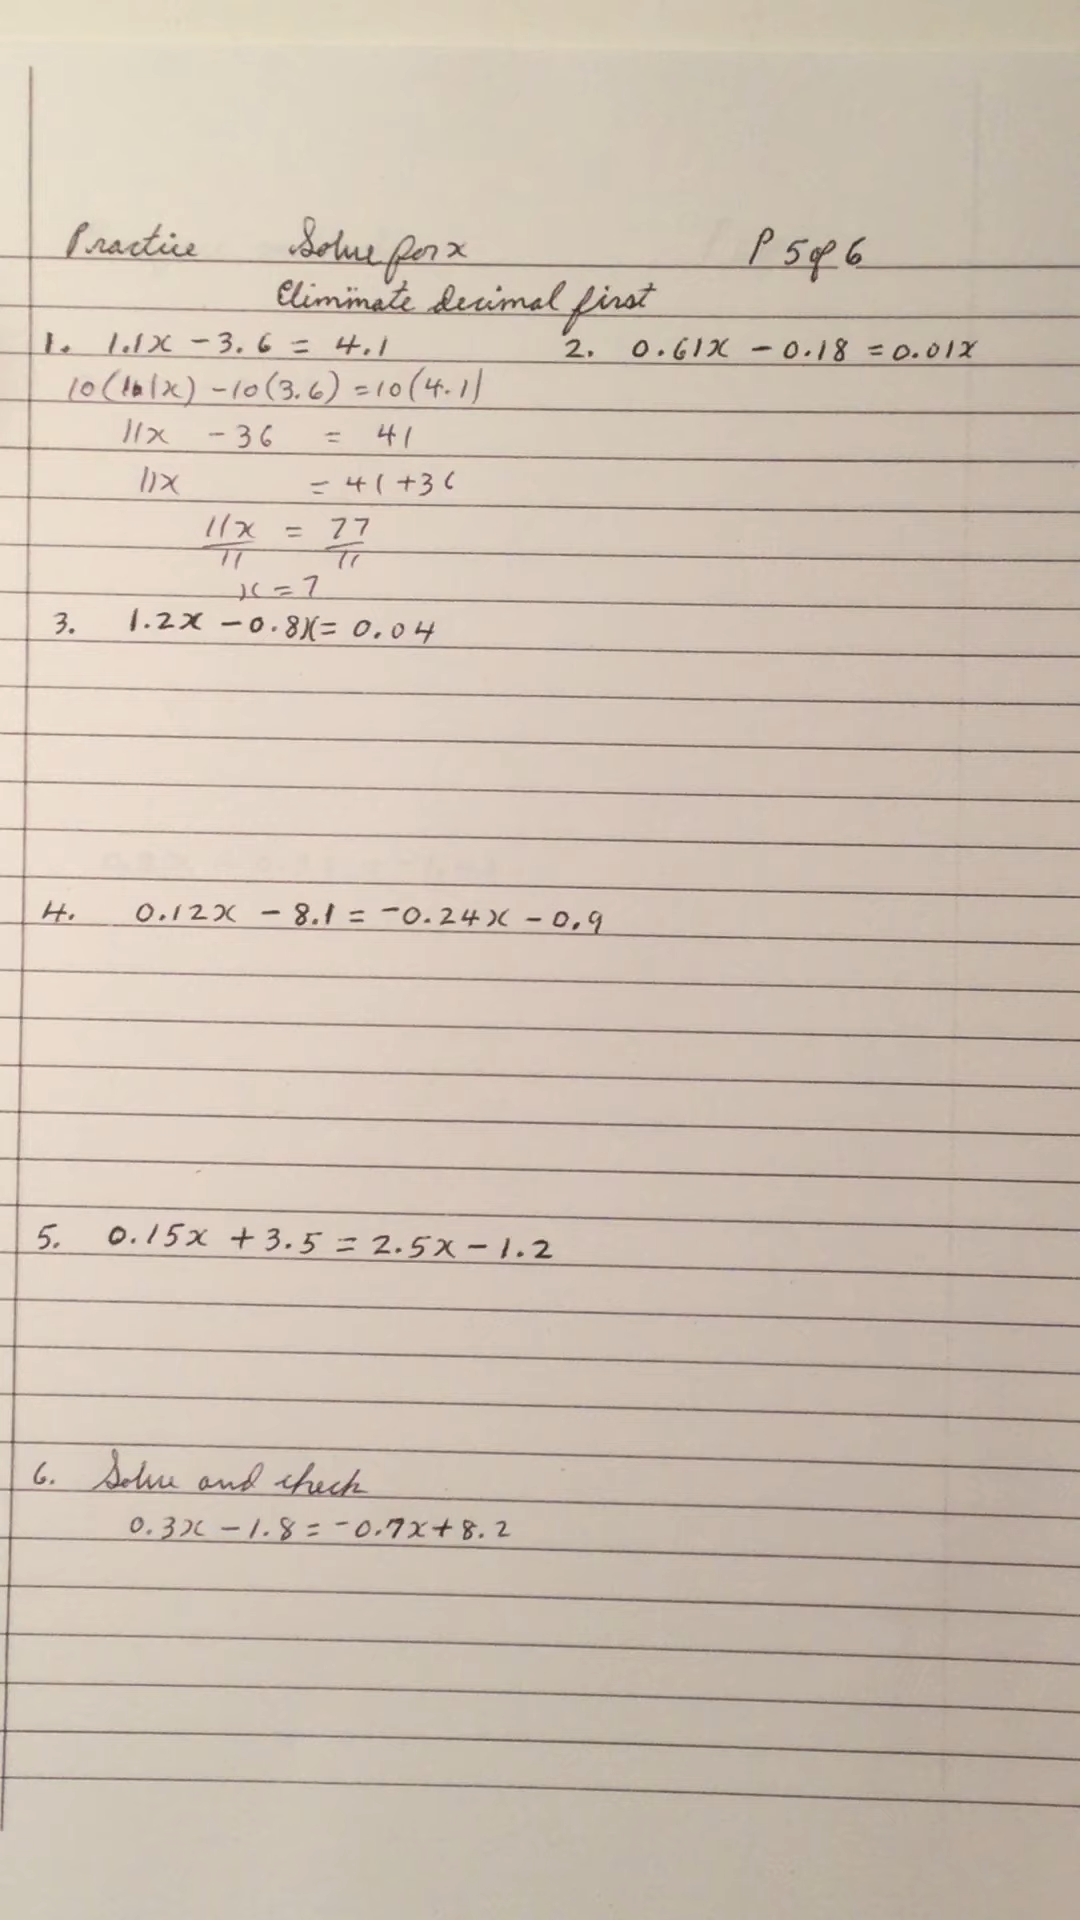 Practice Solve for x P 5 of 6
Eliminate decimal first
1. 1.1x - 3.6 = 4.1 2. 0.61x - 0.18 = 0.01x
10(1.1x) - 10(3.6) = 10(4.1)
11x - 36 = 41
11x = 41 + 36
11x = 77
11 11
x = 7
3. 1.2x - 0.8x = 0.04
4. 0.12x - 8.1 = -0.24x - 0.9
5. 0.15x + 3.5 = 2.5x - 1.2
6. Solve and check
0.3x - 1.8 = -0.7x + 8.2